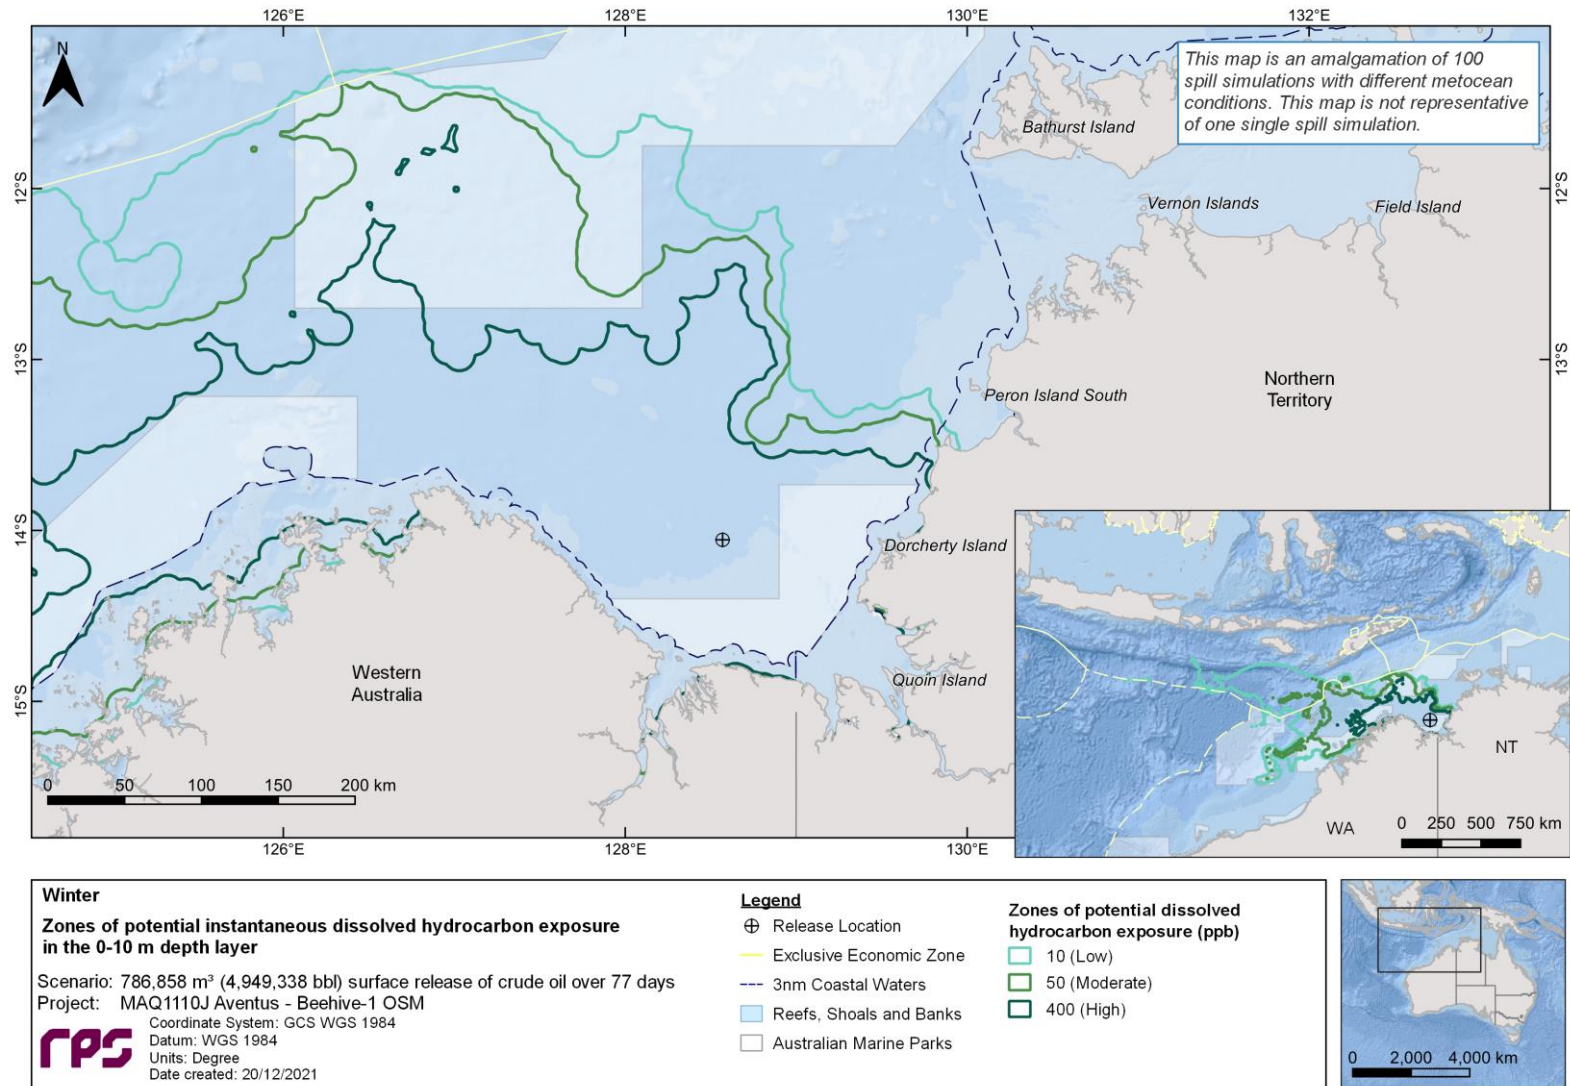 126°E
128°E
130°E
132°E
N
This map is an amalgamation of 100
spill simulations with different metocean
conditions. This map is not representative
of one single spill simulation.
Bathurst Island
12°S
12°S
Vernon Islands
Field Island
13°S
13°S
Northern
Territory
Peron Island South
14°S
Dorcherty Island
Western
Australia
Quoin Island
15°S
NT
WA
0 50 100 150 200 km
0 250 500 750 km
126°E
128°E
130°E
Winter
Zones of potential instantaneous dissolved hydrocarbon exposure
in the 0-10 m depth layer
Scenario: 786,858 m³ (4,949,338 bbl) surface release of crude oil over 77 days
Project: MAQ1110J Aventus - Beehive-1 OSM
rps
Coordinate System: GCS WGS 1984
Datum: WGS 1984
Units: Degree
Date created: 20/12/2021
Legend
Release Location
Exclusive Economic Zone
3nm Coastal Waters
Reefs, Shoals and Banks
Australian Marine Parks
Zones of potential dissolved
hydrocarbon exposure (ppb)
10 (Low)
50 (Moderate)
400 (High)
0 2,000 4,000 km